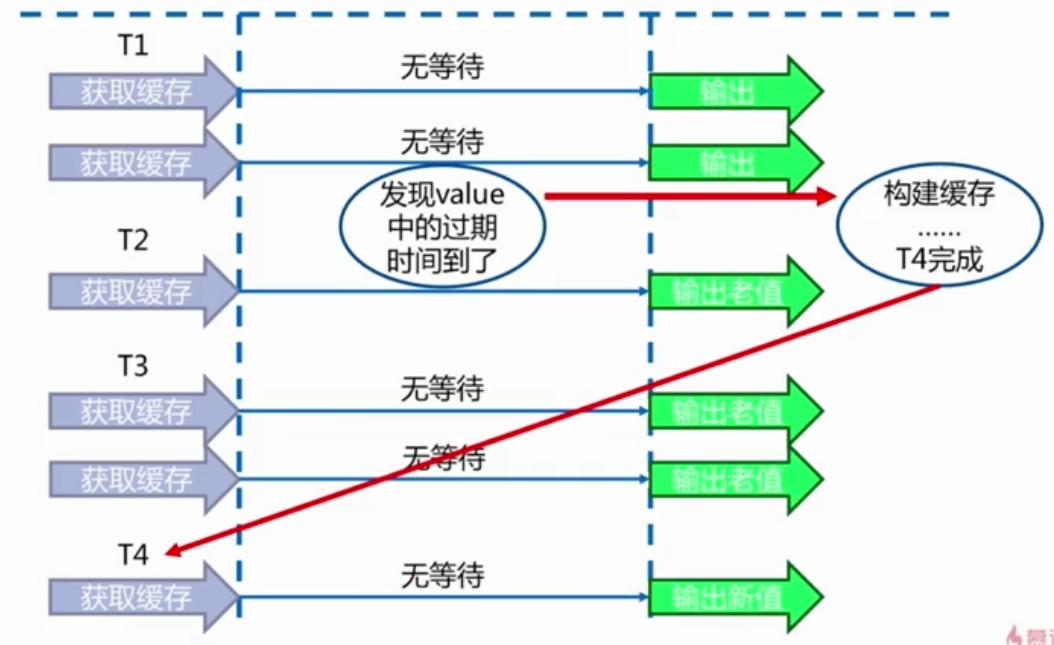 T1
获取缓存
无等待
输出
获取缓存
无等待
输出
发现value
中的过期
时间到了
构建缓存
......
T4完成
T2
获取缓存
输出老值
T3
获取缓存
无等待
输出老值
获取缓存
无等待
输出老值
T4
获取缓存
无等待
输出新值